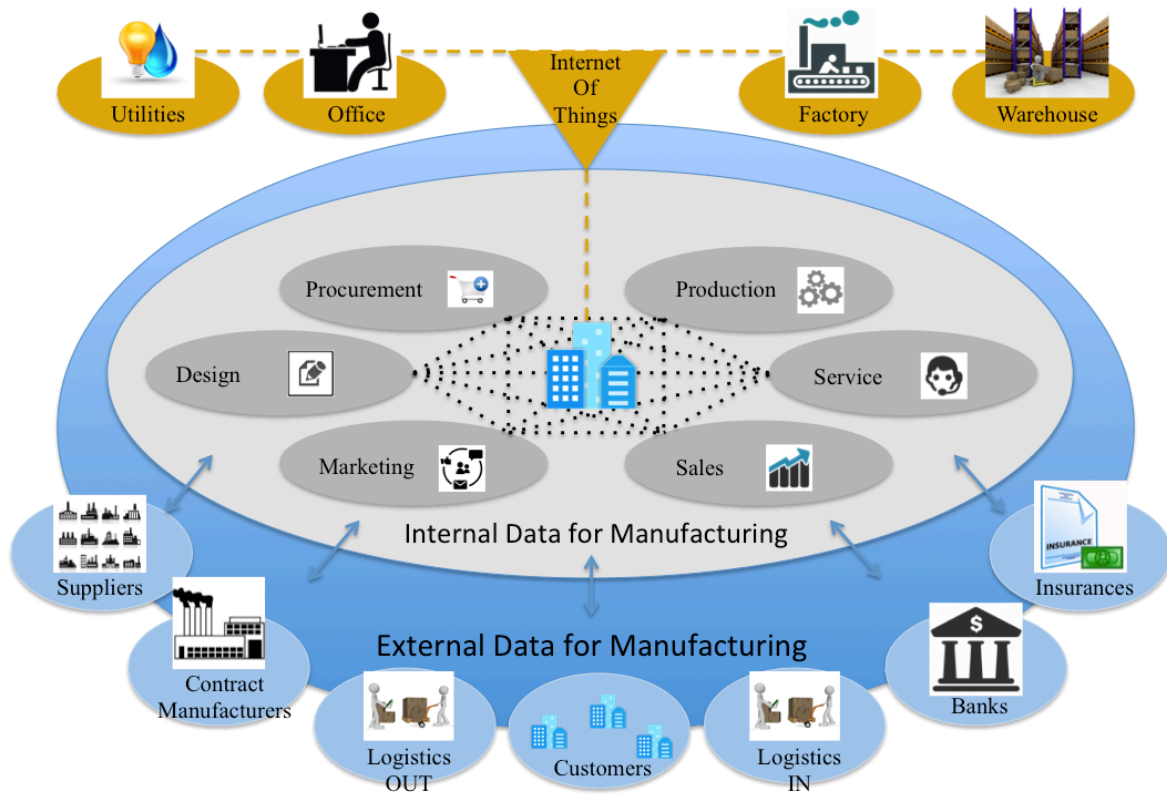 Internet
Of
Things
Utilities
Office
Factory
Warehouse
Procurement
Production
Design
Service
Marketing
Sales
Internal Data for Manufacturing
INSURANCE
Suppliers
Insurances
External Data for Manufacturing
$
Contract
Manufacturers
Banks
Logistics
OUT
Customers
Logistics
IN